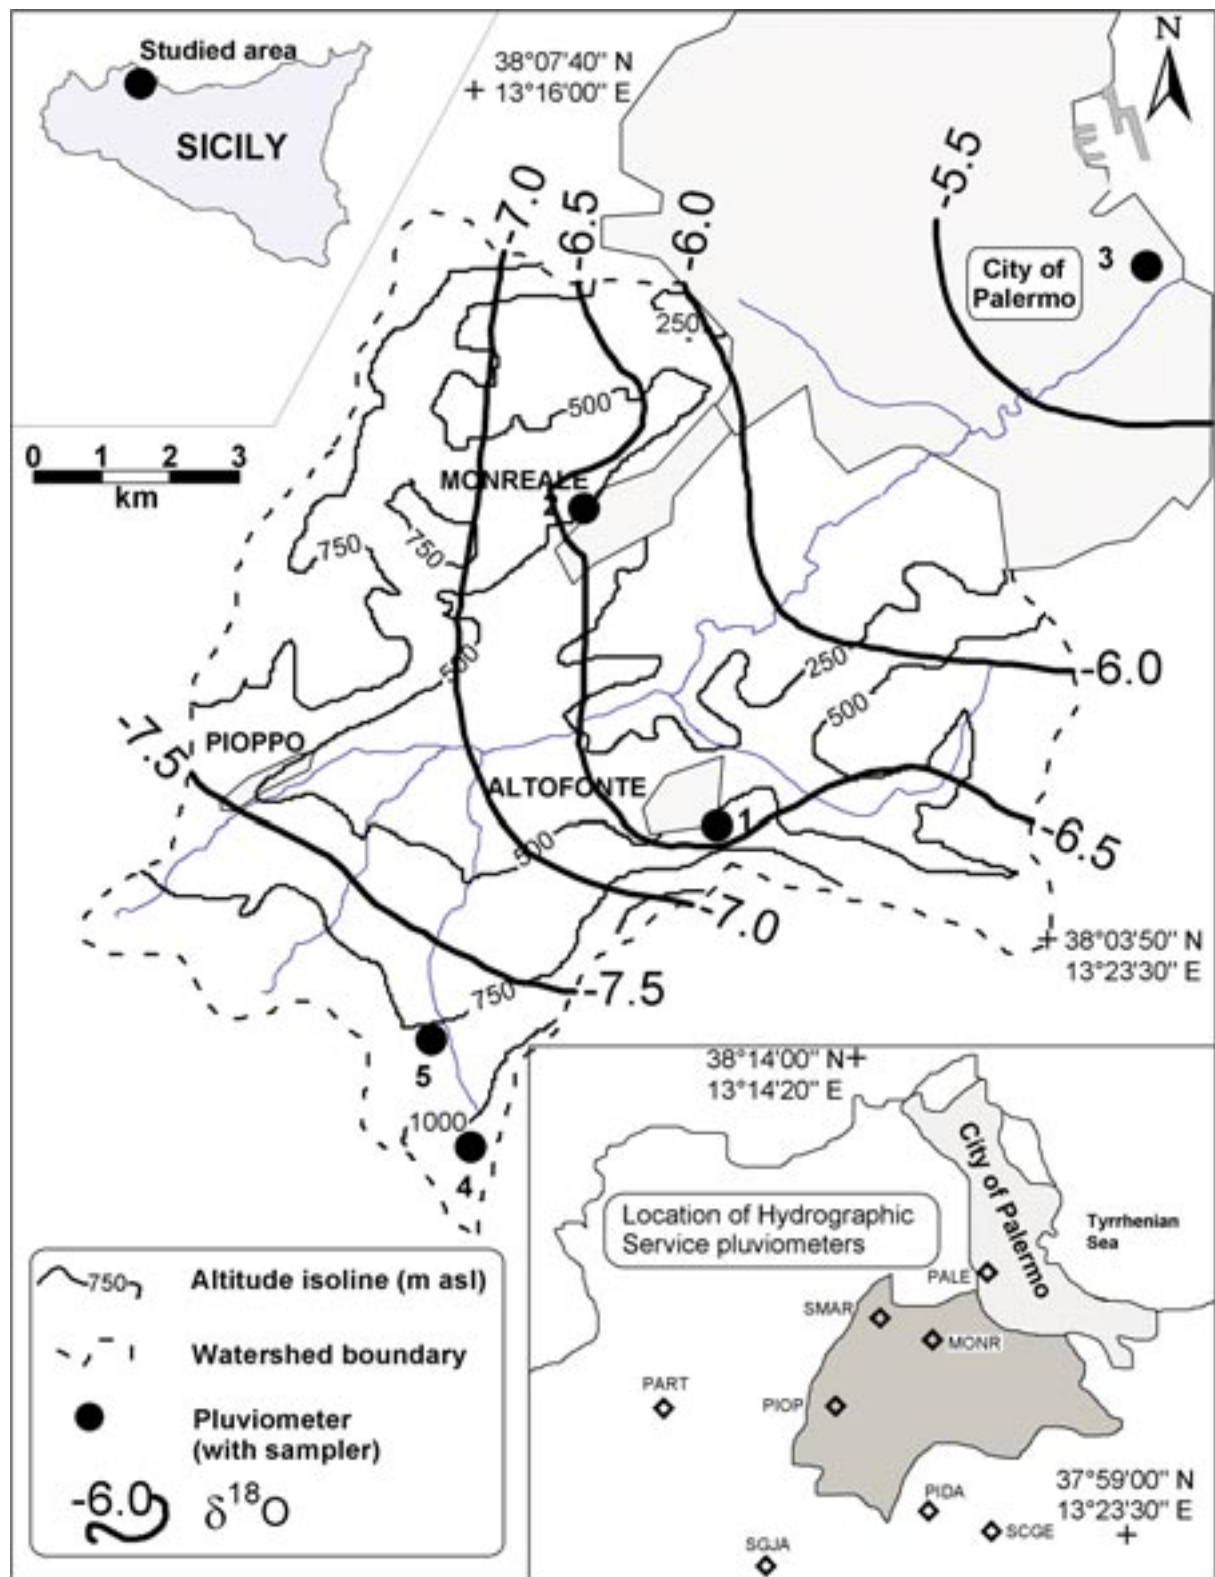 Studied area
SICILY
38°07'40" N
13°16'00" E
N
-7.0
-6.5
-6.0
-5.5
3
City of
Palermo
250
500
0 1 2 3
km
MONREALE
2
750
750
500
250
500
-6.0
-7.5
PIOPPO
ALTOFONTE
1
500
-6.5
-7.0
38°03'50" N
13°23'30" E
750
-7.5
5
1000
4
38°14'00" N
13°14'20" E
City of Palermo
Location of Hydrographic
Service pluviometers
Tyrrhenian
Sea
PALE
SMAR
MONR
PART
PIOP
37°59'00" N
13°23'30" E
PIDA
SCGE
SGJA
750
Altitude isoline (m asl)
Watershed boundary
Pluviometer
(with sampler)
-6.0
δ¹⁸O